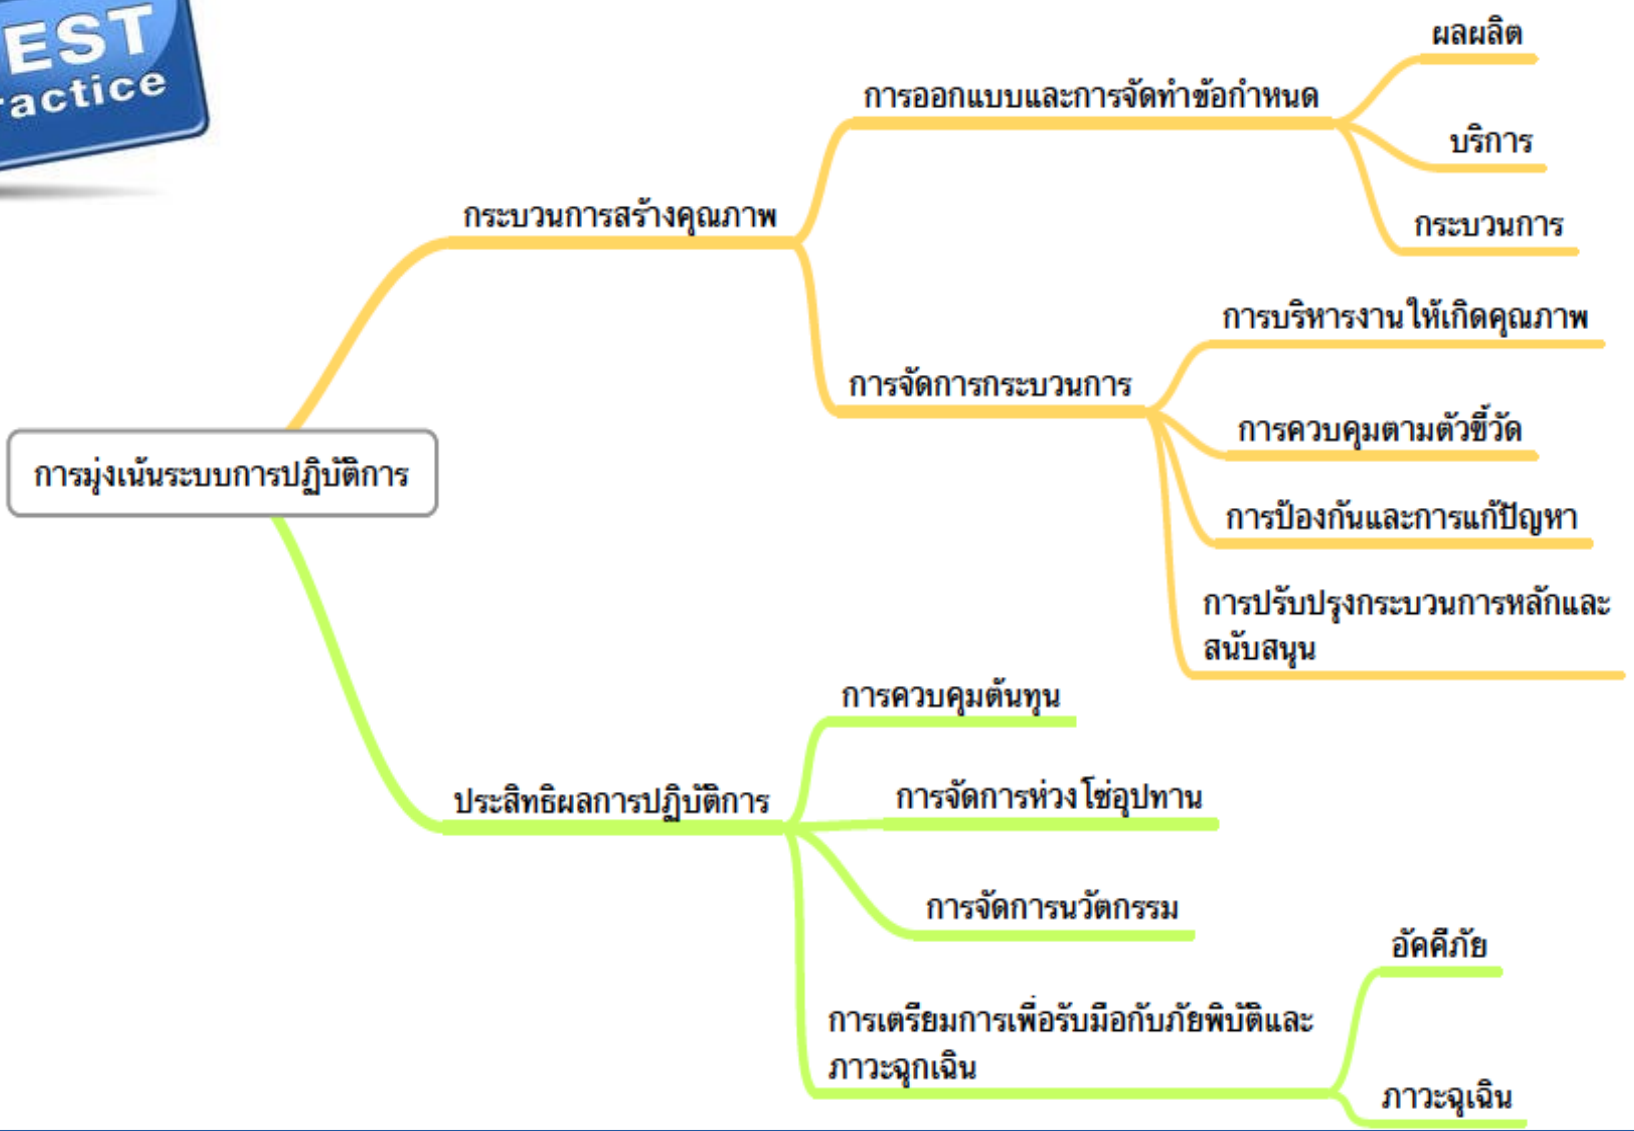 EST
ractice
ผลผลิต
การออกแบบและการจัดทำข้อกำหนด
บริการ
กระบวนการสร้างคุณภาพ
กระบวนการ
การบริหารงานให้เกิดคุณภาพ
การจัดการกระบวนการ
การควบคุมตามตัวชี้วัด
การมุ่งเน้นระบบการปฏิบัติการ
การป้องกันและการแก้ปัญหา
การปรับปรุงกระบวนการหลักและ
สนับสนุน
การควบคุมต้นทุน
ประสิทธิผลการปฏิบัติการ
การจัดการห่วงโซ่อุปทาน
การจัดการนวัตกรรม
อัคคีภัย
การเตรียมการเพื่อรับมือกับภัยพิบัติและ
ภาวะฉุกเฉิน
ภาวะฉุเฉิน